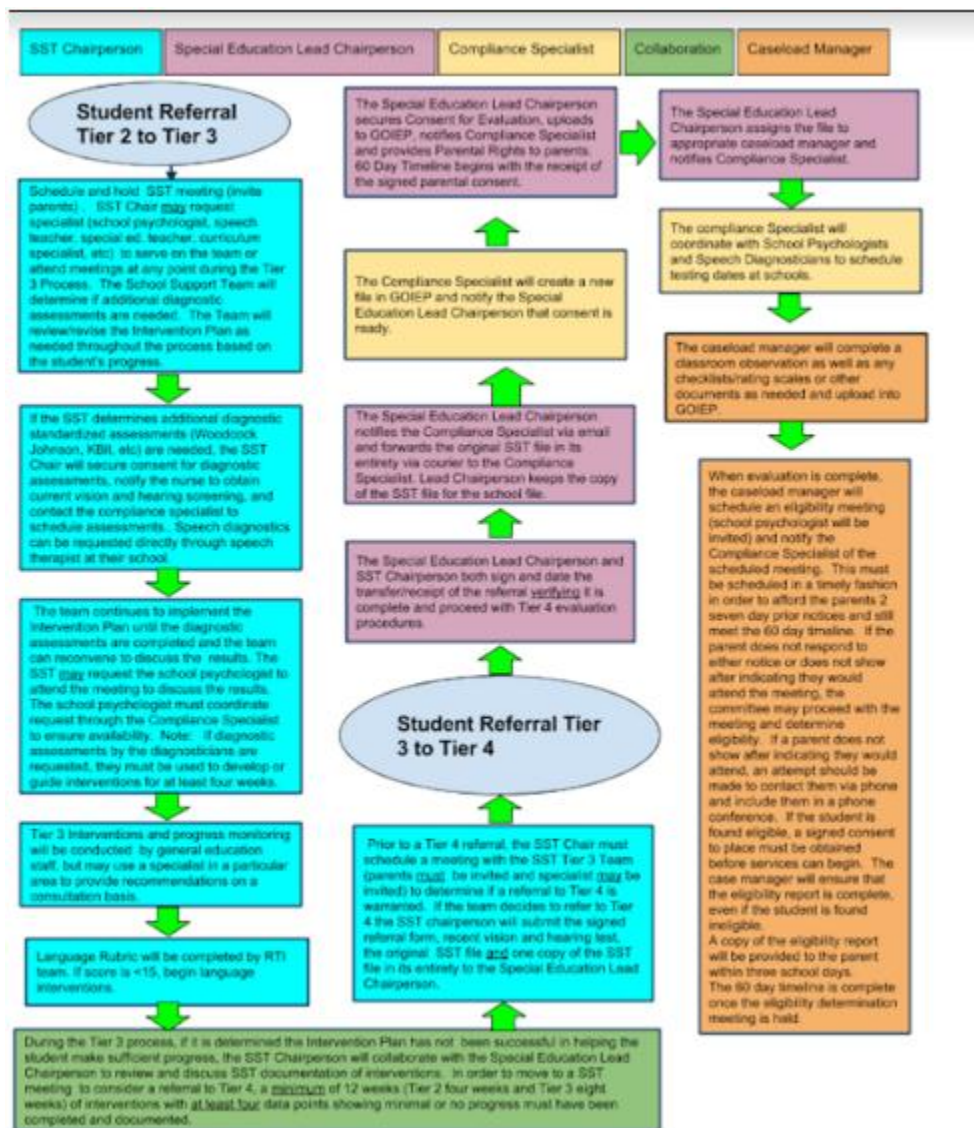 SST Chairperson
Special Education Lead Chairperson
Compliance Specialist
Collaboration
Caseload Manager
Student Referral
Tier 2 to Tier 3
Schedule and hold SST meeting (invite
parents) . SST Chair may request
specialist (school psychologist, speech
teacher, special ed. teacher, curriculum
specialist, etc) to serve on the team or
attend meetings at any point during the Tier
3 Process. The School Support Team will
determine if additional diagnostic
assessments are needed. The Team will
review/revise the Intervention Plan as
needed throughout the process based on
the student's progress.
If the SST determines additional diagnostic
standardized assessments (Woodcock
Johnson, KBit, etc) are needed, the SST
Chair will secure consent for diagnostic
assessments, notify the nurse to obtain
current vision and hearing screening, and
contact the compliance specialist to
schedule assessments. Speech diagnostics
can be requested directly through speech
therapist at their school.
The team continues to implement the
Intervention Plan until the diagnostic
assessments are completed and the team
can reconvene to discuss the results. The
SST may request the school psychologist to
attend the meeting to discuss the results.
The school psychologist must coordinate
request through the Compliance Specialist
to ensure availability. Note: If diagnostic
assessments by the diagnosticians are
requested, they must be used to develop or
guide interventions for at least four weeks.
Tier 3 Interventions and progress monitoring
will be conducted by general education
staff, but may use a specialist in a particular
area to provide recommendations on a
consultation basis.
Language Rubric will be completed by RTI
team. If score is <15, begin language
interventions.
During the Tier 3 process, if it is determined the Intervention Plan has not been successful in helping the
student make sufficient progress, the SST Chairperson will collaborate with the Special Education Lead
Chairperson to review and discuss SST documentation of interventions. In order to move to a SST
meeting to consider a referral to Tier 4, a minimum of 12 weeks (Tier 2 four weeks and Tier 3 eight
weeks) of interventions with at least four data points showing minimal or no progress must have been
completed and documented.
Prior to a Tier 4 referral, the SST Chair must
schedule a meeting with the SST Tier 3 Team
(parents must be invited and specialist may be
invited) to determine if a referral to Tier 4 is
warranted. If the team decides to refer to Tier
4 the SST chairperson will submit the signed
referral form, recent vision and hearing test,
the original SST file and one copy of the SST
file in its entirety to the Special Education Lead
Chairperson.
Student Referral Tier
3 to Tier 4
The Special Education Lead Chairperson and
SST Chairperson both sign and date the
transfer/receipt of the referral verifying it is
complete and proceed with Tier 4 evaluation
procedures.
The Special Education Lead Chairperson
notifies the Compliance Specialist via email
and forwards the original SST file in its
entirety via courier to the Compliance
Specialist. Lead Chairperson keeps the copy
of the SST file for the school file.
The Compliance Specialist will create a new
file in GOIEP and notify the Special
Education Lead Chairperson that consent is
ready.
The Special Education Lead Chairperson
secures Consent for Evaluation, uploads
to GOIEP, notifies Compliance Specialist
and provides Parental Rights to parents.
60 Day Timeline begins with the receipt of
the signed parental consent.
The Special Education Lead
Chairperson assigns the file to
appropriate caseload manager and
notifies Compliance Specialist.
The compliance Specialist will
coordinate with School Psychologists
and Speech Diagnosticians to schedule
testing dates at schools.
The caseload manager will complete a
classroom observation as well as any
checklists/rating scales or other
documents as needed and upload into
GOIEP.
When evaluation is complete,
the caseload manager will
schedule an eligibility meeting
(school psychologist will be
invited) and notify the
Compliance Specialist of the
scheduled meeting. This must
be scheduled in a timely fashion
in order to afford the parents 2
seven day prior notices and still
meet the 60 day timeline. If the
parent does not respond to
either notice or does not show
after indicating they would
attend the meeting, the
committee may proceed with the
meeting and determine
eligibility. If a parent does not
show after indicating they would
attend, an attempt should be
made to contact them via phone
and include them in a phone
conference. If the student is
found eligible, a signed consent
to place must be obtained
before services can begin. The
case manager will ensure that
the eligibility report is complete,
even if the student is found
ineligible.
A copy of the eligibility report
will be provided to the parent
within three school days.
The 60 day timeline is complete
once the eligibility determination
meeting is held.